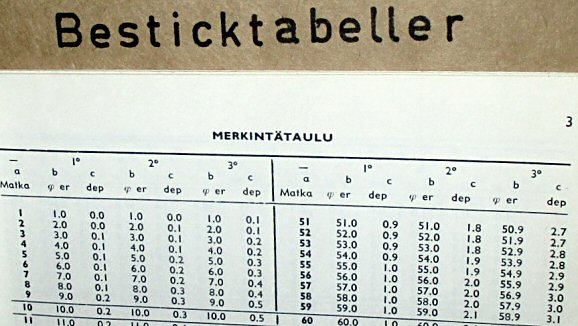 Besticktabeller
3
MERKINTÄTAULU
— 1° 2° 3° — 1° 2° 3°
a b c b c b c a b c b c b c
Matka φ er dep φ er dep φ er dep Matka φ er dep φ er dep φ er dep
1 1.0 0.0 1.0 0.0 1.0 0.1 51 51.0 0.9 51.0 1.8 50.9 2.7
2 2.0 0.0 2.0 0.1 2.0 0.1 52 52.0 0.9 52.0 1.8 51.9 2.7
3 3.0 0.1 3.0 0.1 3.0 0.2 53 53.0 0.9 53.0 1.8 52.9 2.8
4 4.0 0.1 4.0 0.1 4.0 0.2 54 54.0 0.9 54.0 1.9 53.9 2.8
5 5.0 0.1 5.0 0.2 5.0 0.3 55 55.0 1.0 55.0 1.9 54.9 2.9
6 6.0 0.1 6.0 0.2 6.0 0.3 56 56.0 1.0 56.0 2.0 55.9 2.9
7 7.0 0.1 7.0 0.2 7.0 0.4 57 57.0 1.0 57.0 2.0 56.9 3.0
8 8.0 0.1 8.0 0.3 8.0 0.4 58 58.0 1.0 58.0 2.0 57.9 3.0
9 9.0 0.2 9.0 0.3 9.0 0.5 59 59.0 1.0 59.0 2.1 58.9 3.1
10 10.0 0.2 10.0 0.3 10.0 0.5 60 60.0
11 11.0 0.2